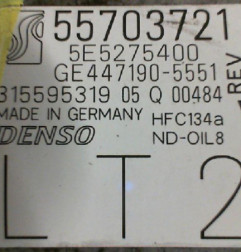 55703721
5E5275400
GE447190-5551
315595319 05 Q 00484
MADE IN GERMANY HFC134a
DENSO ND-OIL8
LT2
REV